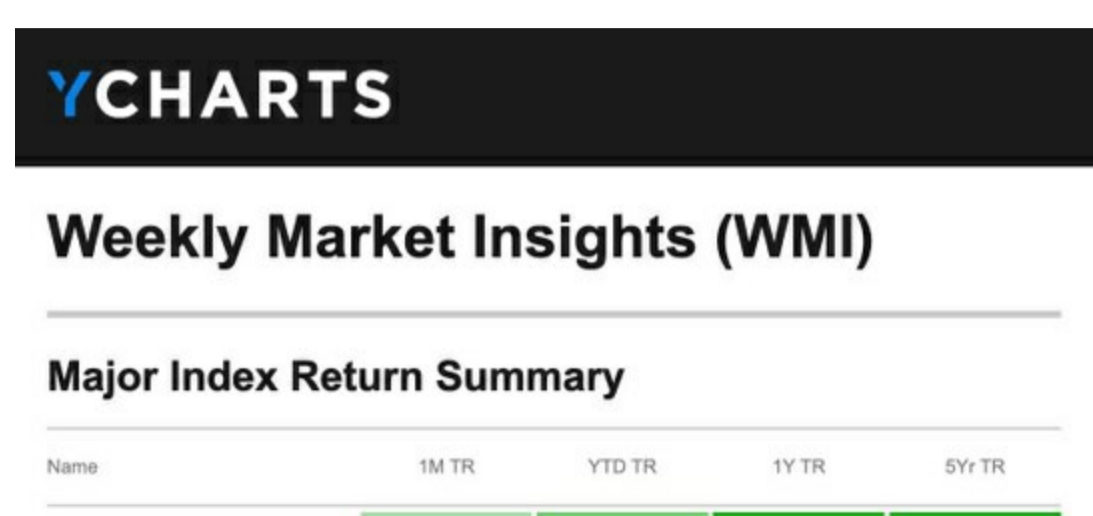 YCHARTS
Weekly Market Insights (WMI)
Major Index Return Summary
Name 1M TR YTD TR 1Y TR 5Yr TR